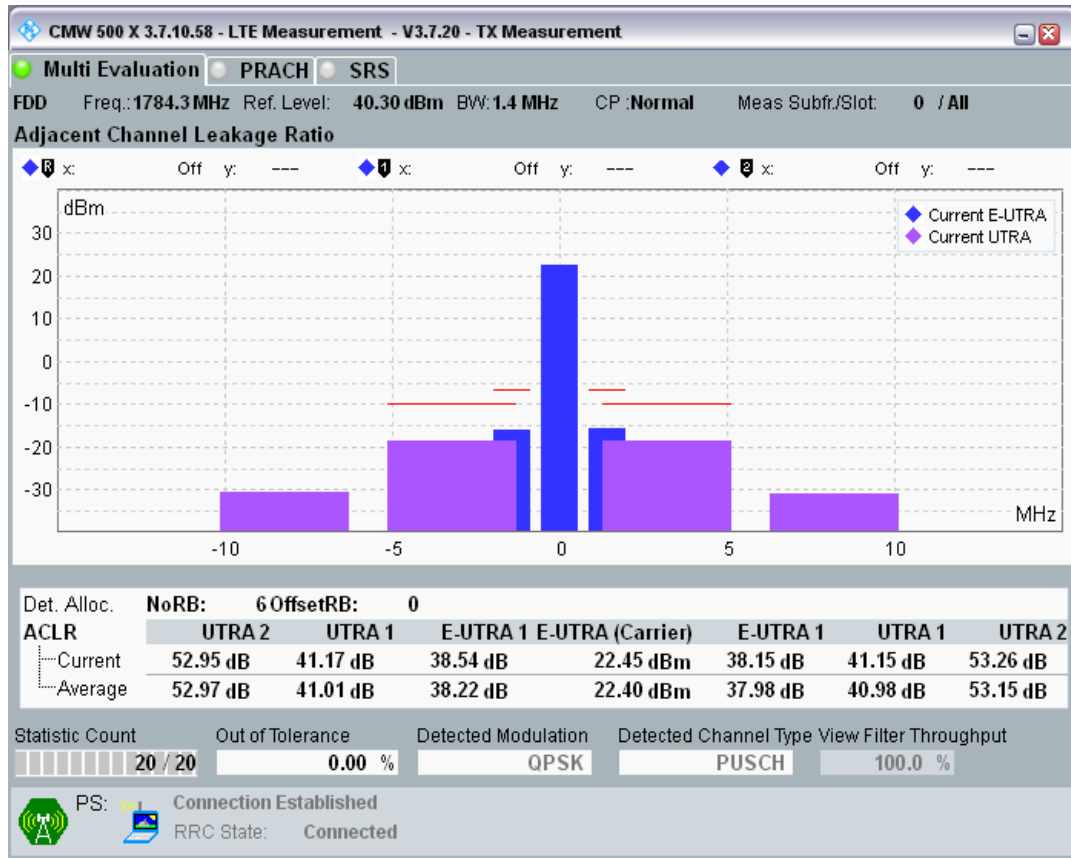 CMW 500 X 3.7.10.58 - LTE Measurement - V3.7.20 - TX Measurement
Multi Evaluation PRACH SRS
FDD Freq.:1784.3 MHz Ref. Level: 40.30 dBm BW:1.4 MHz CP :Normal Meas Subfr./Slot: 0 / All
Adjacent Channel Leakage Ratio
R x: Off y: --- 1 x: Off y: --- 2 x: Off y: ---
dBm
Current E-UTRA
Current UTRA
30
20
10
0
-10
-20
-30
MHz
-10 -5 0 5 10
Det. Alloc. NoRB: 6 OffsetRB: 0
ACLR UTRA 2 UTRA 1 E-UTRA 1 E-UTRA (Carrier) E-UTRA 1 UTRA 1 UTRA 2
Current 52.95 dB 41.17 dB 38.54 dB 22.45 dBm 38.15 dB 41.15 dB 53.26 dB
Average 52.97 dB 41.01 dB 38.22 dB 22.40 dBm 37.98 dB 40.98 dB 53.15 dB
Statistic Count Out of Tolerance Detected Modulation Detected Channel Type View Filter Throughput
20 / 20 0.00 % QPSK PUSCH 100.0 %
PS: Connection Established
RRC State: Connected